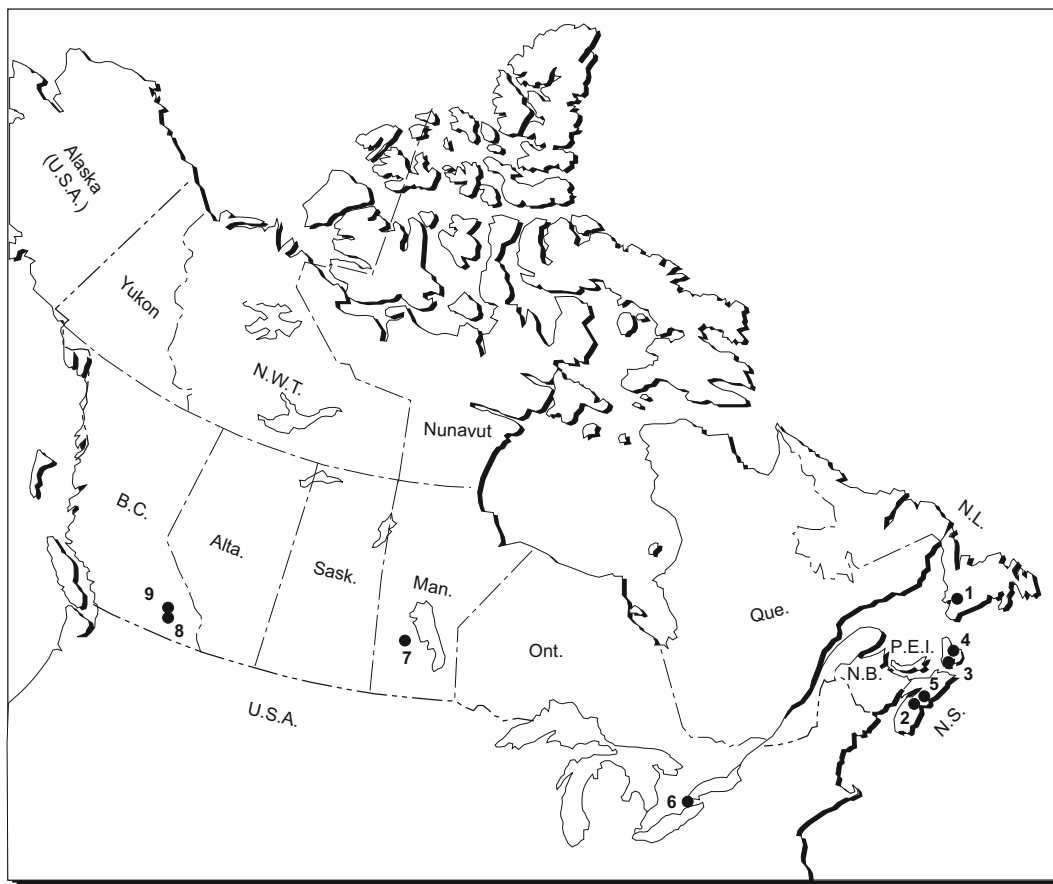 Alaska
(U.S.A.)
Yukon
N.W.T.
Nunavut
B.C.
Alta.
Sask.
Man.
Ont.
Que.
N.L.
P.E.I.
N.B.
N.S.
U.S.A.
1
2
3
4
5
6
7
8
9